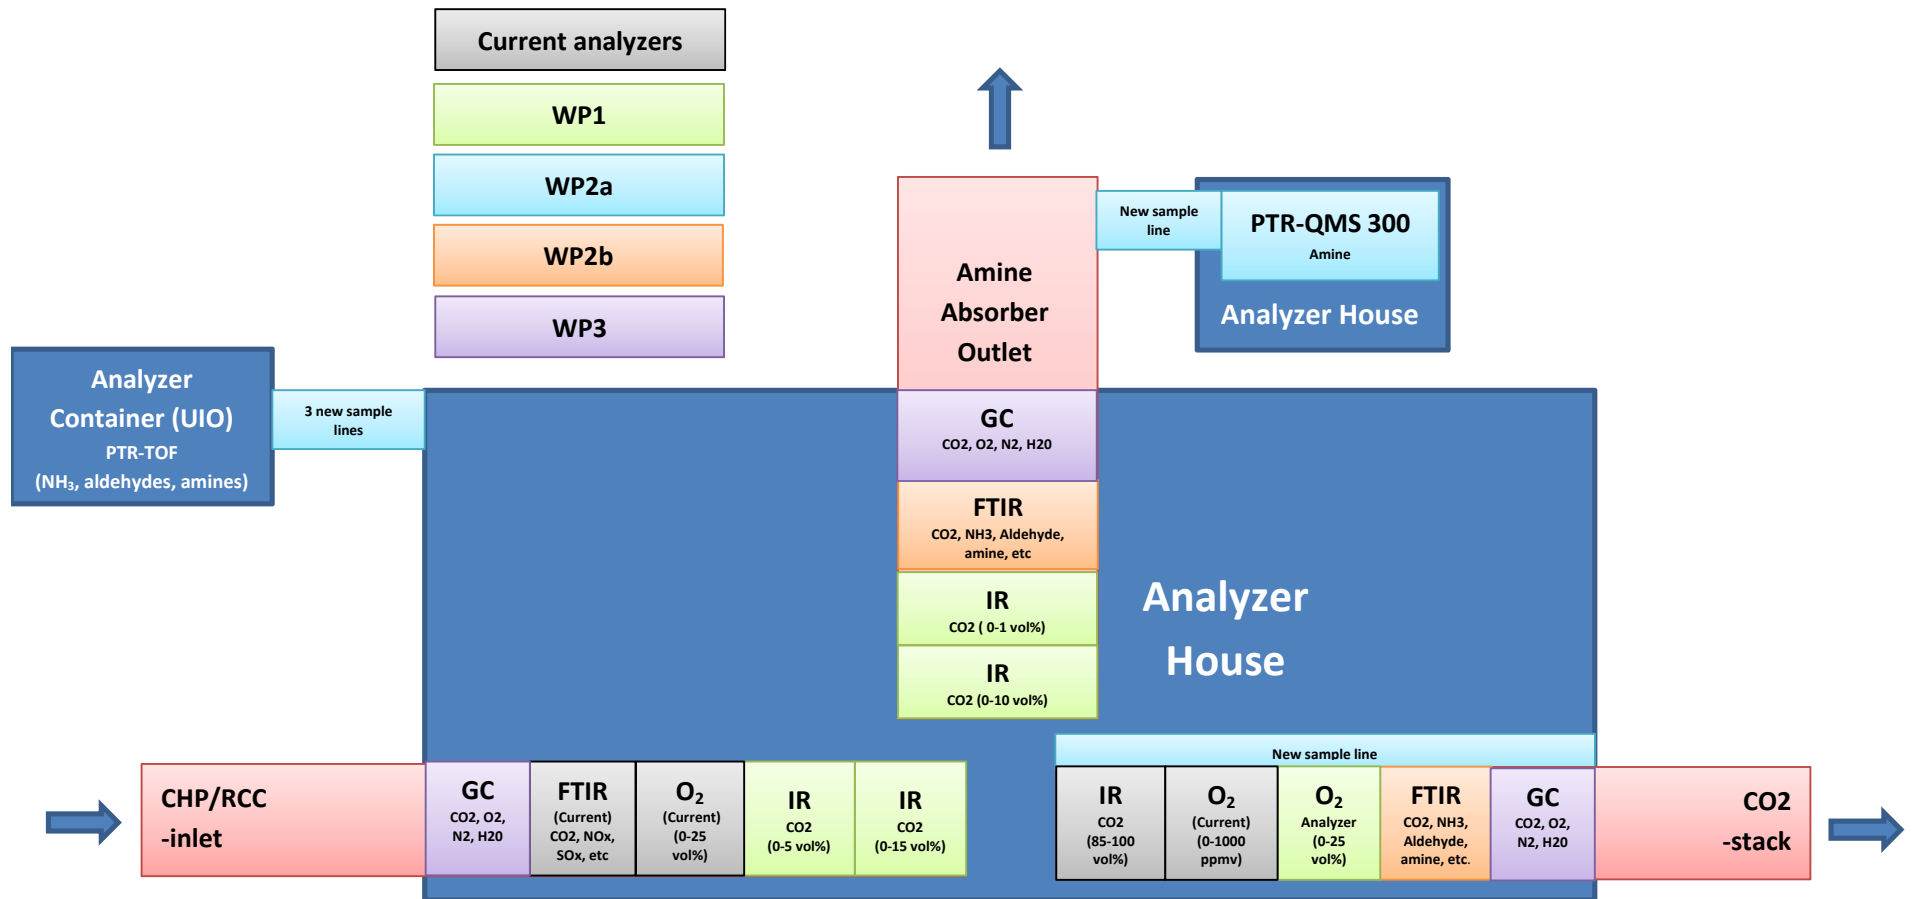 Current analyzers
WP1
WP2a
WP2b
WP3
Analyzer
Container (UIO)
PTR-TOF
(NH₃, aldehydes, amines)
3 new sample
lines
Amine
Absorber
Outlet
New sample
line
PTR-QMS 300
Amine
Analyzer House
GC
CO2, O2, N2, H20
FTIR
CO2, NH3, Aldehyde,
amine, etc
IR
CO2 ( 0-1 vol%)
IR
CO2 (0-10 vol%)
Analyzer
House
CHP/RCC
-inlet
GC
CO2, O2,
N2, H20
FTIR
(Current)
CO2, NOx,
SOx, etc
O₂
(Current)
(0-25
vol%)
IR
CO2
(0-5 vol%)
IR
CO2
(0-15 vol%)
New sample line
IR
CO2
(85-100
vol%)
O₂
(Current)
(0-1000
ppmv)
O₂
Analyzer
(0-25
vol%)
FTIR
CO2, NH3,
Aldehyde,
amine, etc.
GC
CO2, O2,
N2, H20
CO2
-stack